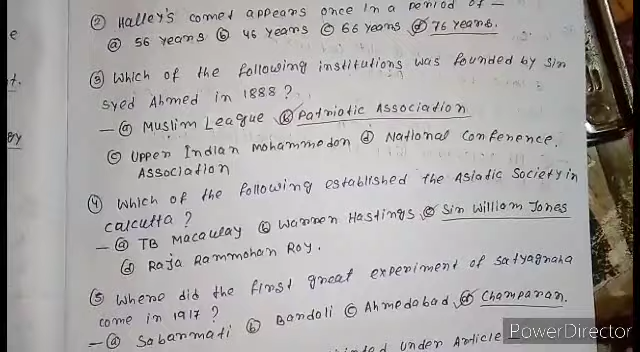 ② Halley's comet appears once in a period of —
ⓐ 56 years ⓑ 46 years ⓒ 66 years ⓓ 76 years.
③ Which of the following institutions was founded by Sir
Syed Ahmed in 1888 ?
— ⓐ Muslim League ⓑ Patriotic Association
ⓒ Upper Indian Mohammedan ⓓ National Conference.
Association
④ Which of the following established the Asiatic Society in
calcutta ?
— ⓐ TB Macaulay ⓑ Warren Hastings ⓒ Sir William Jones
ⓓ Raja Rammohan Roy.
⑤ Where did the first great experiment of satyagraha
come in 1917 ?
— ⓐ Sabarmati ⓑ Bardoli ⓒ Ahmedabad ⓓ Champaran.
under Article
PowerDirector